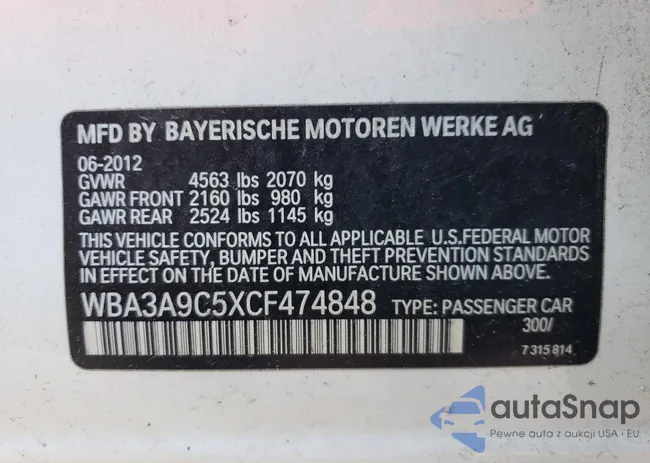 MFD BY BAYERISCHE MOTOREN WERKE AG
06-2012
GVWR 4563 lbs 2070 kg
GAWR FRONT 2160 lbs 980 kg
GAWR REAR 2524 lbs 1145 kg
THIS VEHICLE CONFORMS TO ALL APPLICABLE U.S.FEDERAL MOTOR
VEHICLE SAFETY, BUMPER AND THEFT PREVENTION STANDARDS
IN EFFECT ON THE DATE OF MANUFACTURE SHOWN ABOVE.
WBA3A9C5XCF474848 TYPE: PASSENGER CAR
300/
7 315 814
autoSnap
Pewne auta z aukcji USA i EU